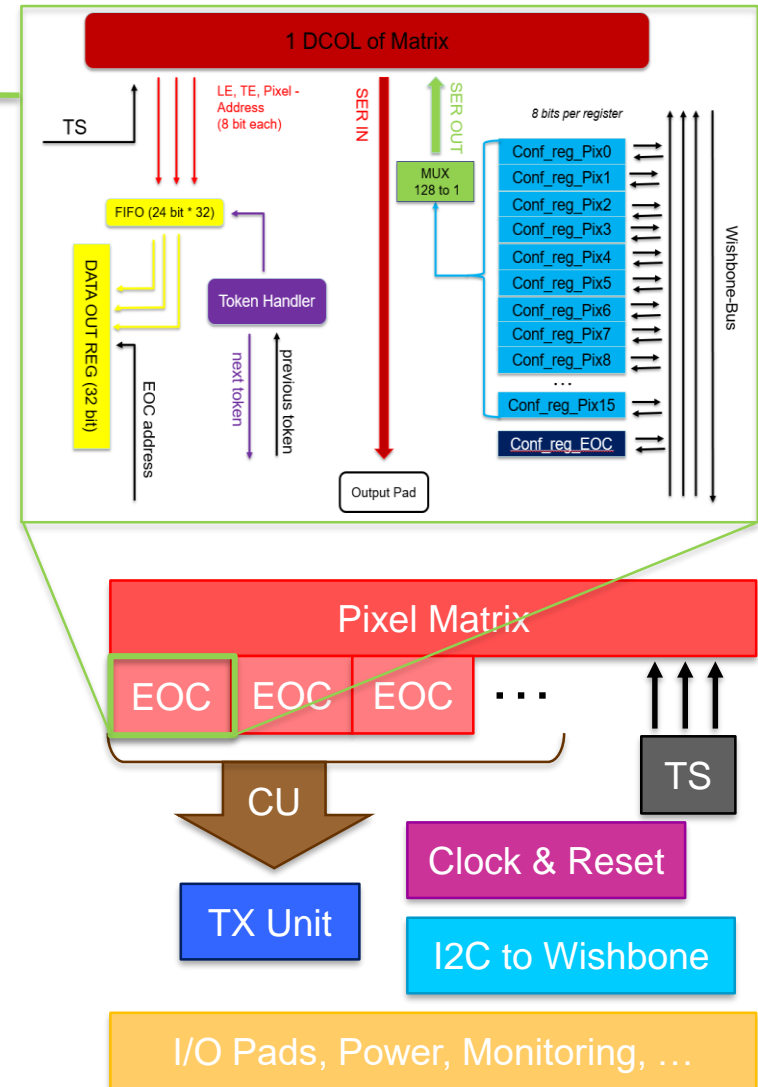 1 DCOL of Matrix
LE, TE, Pixel -
Address
(8 bit each)
TS
SER IN
SER OUT
8 bits per register
MUX
128 to 1
FIFO (24 bit * 32)
DATA OUT REG (32 bit)
Token Handler
next token
previous token
EOC address
Output Pad
Conf_reg_Pix0
Conf_reg_Pix1
Conf_reg_Pix2
Conf_reg_Pix3
Conf_reg_Pix4
Conf_reg_Pix5
Conf_reg_Pix6
Conf_reg_Pix7
Conf_reg_Pix8
...
Conf_reg_Pix15
Conf_reg_EOC
Wishbone-Bus
Pixel Matrix
EOC
EOC
EOC
...
TS
CU
Clock & Reset
TX Unit
I2C to Wishbone
I/O Pads, Power, Monitoring, ...